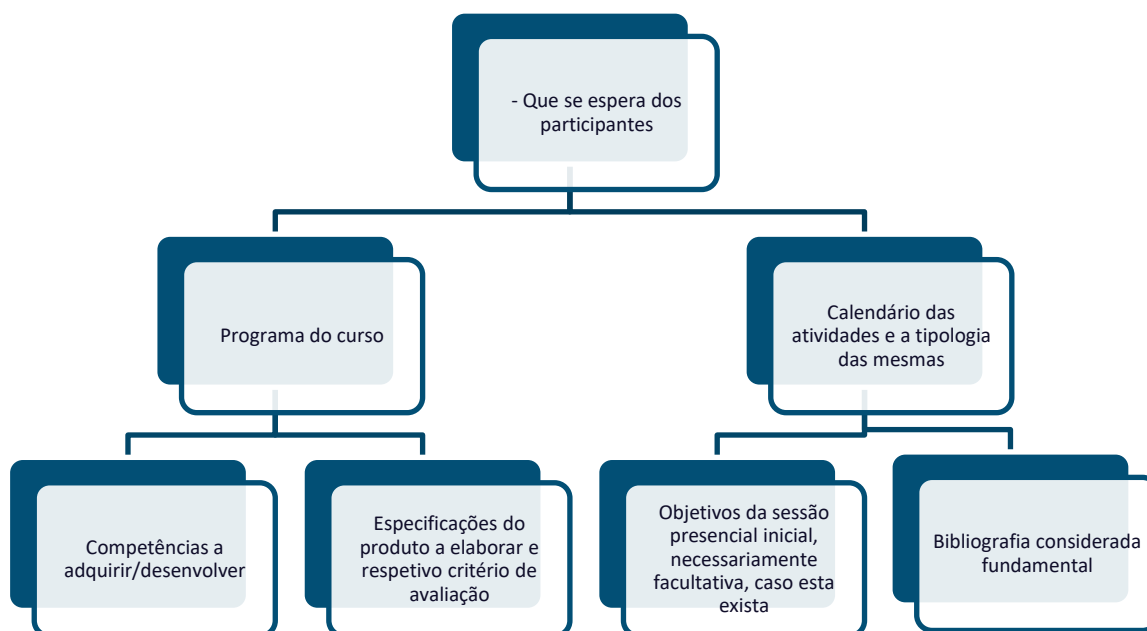 - Que se espera dos
participantes
Programa do curso
Calendário das
atividades e a tipologia
das mesmas
Competências a
adquirir/desenvolver
Especificações do
produto a elaborar e
respetivo critério de
avaliação
Objetivos da sessão
presencial inicial,
necessariamente
facultativa, caso esta
exista
Bibliografia considerada
fundamental